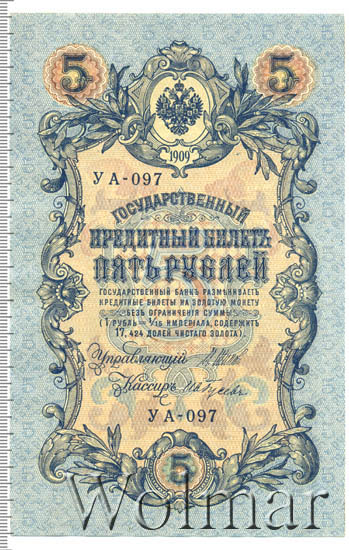 5 5
1909
УА-097
ГОСУДАРСТВЕННЫЙ
КРЕДИТНЫЙ БИЛЕТЪ
ПЯТЬ РУБЛЕЙ
ГОСУДАРСТВЕННЫЙ БАНКЪ РАЗМѢНИВАЕТЪ
КРЕДИТНЫЕ БИЛЕТЫ НА ЗОЛОТУЮ МОНЕТУ
БЕЗЪ ОГРАНИЧЕНІЯ СУММЫ
(1 РУБЛЬ = 1/15 ИМПЕРІАЛА, СОДЕРЖИТЪ
17,424 ДОЛЕЙ ЧИСТАГО ЗОЛОТА)
Управляющій
Кассиръ
УА-097
5
Wolmar